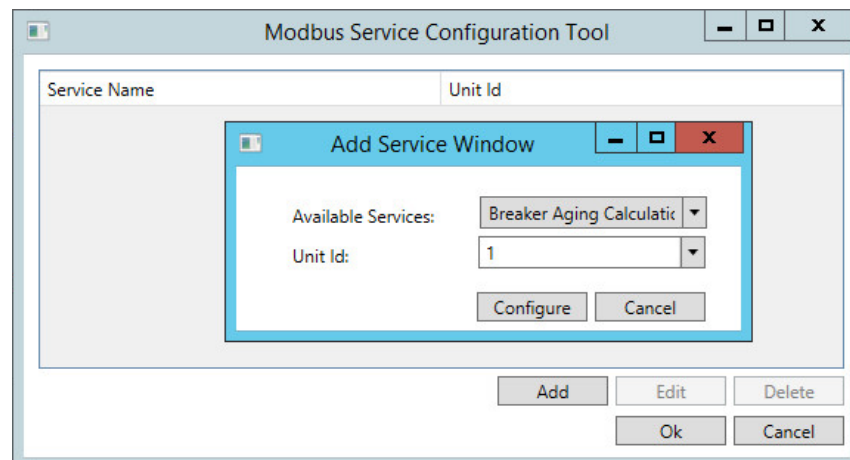 Modbus Service Configuration Tool
Service Name Unit Id
Add Service Window
Available Services: Breaker Aging Calculatic
Unit Id: 1
Configure Cancel
Add Edit Delete
Ok Cancel